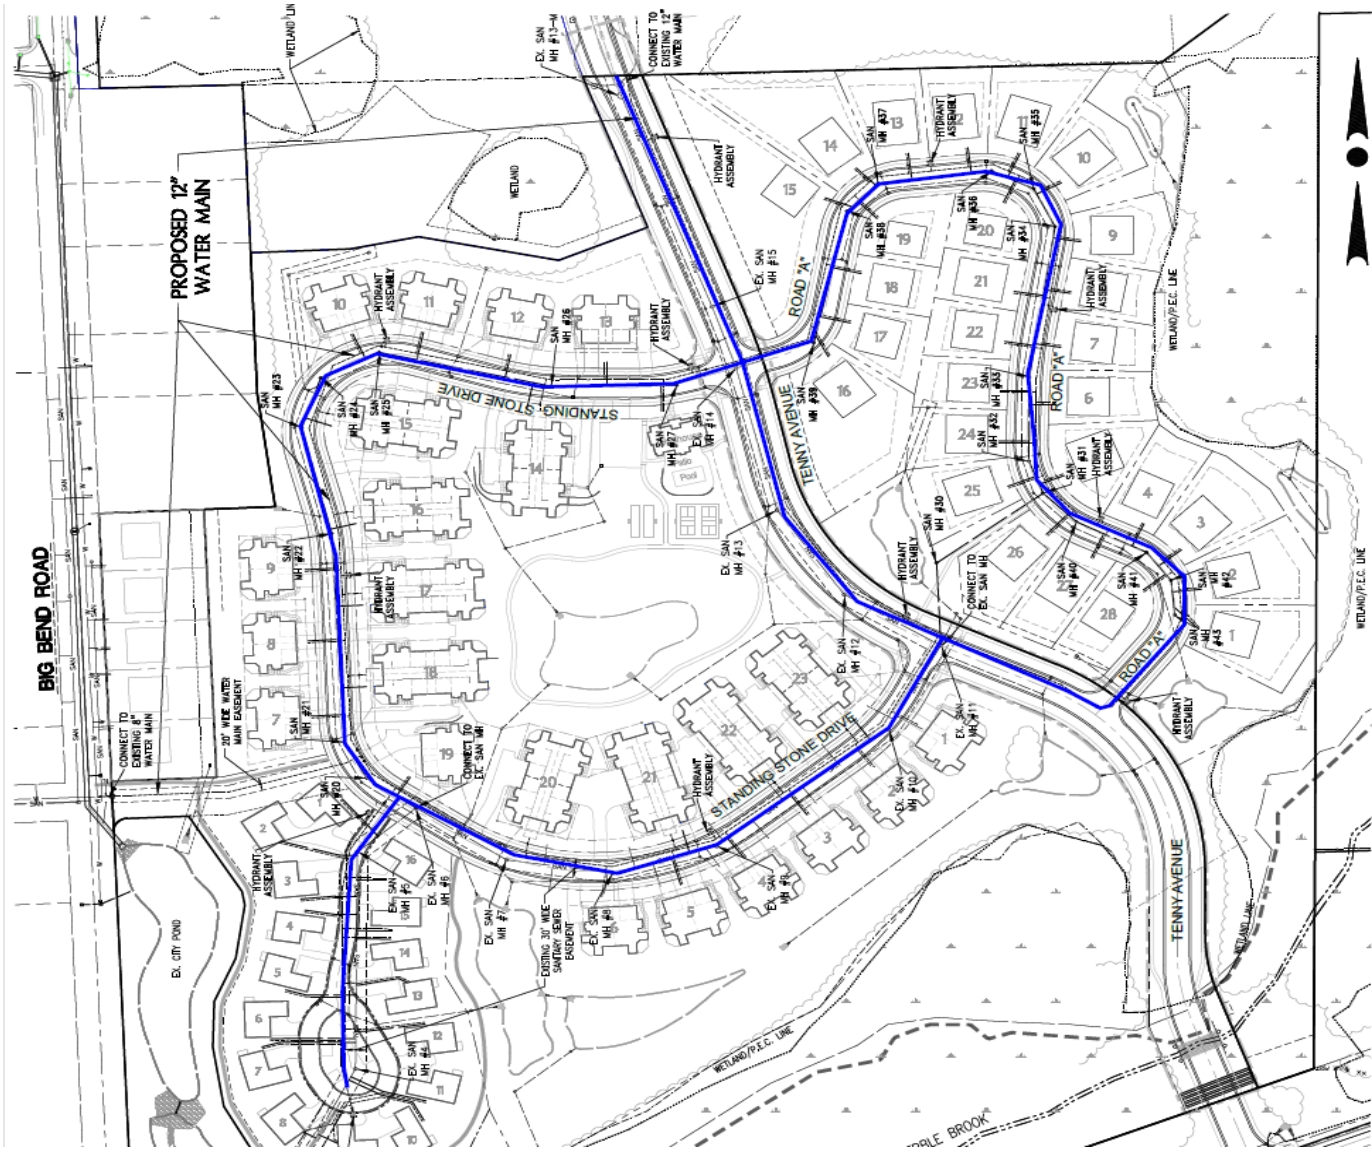 WETLAND LIN
EX. SAN
MH #13-M
CONNECT TO
EXISTING 12"
WATER MAIN
PROPOSED 12"
WATER MAIN
WETLAND
HYDRANT
ASSEMBLY
EX. SAN
MH #15
SAN
MH #37
HYDRANT
ASSEMBLY
SAN
MH #35
SAN
MH #36
SAN
MH #38
SAN
MH #34
15
14
13
11
10
9
19
20
18
21
17
22
7
16
23
6
24
25
26
28
4
3
2
1
HYDRANT
ASSEMBLY
ROAD "A"
WETLAND/P.E.C. LINE
SAN
MH #39
SAN
MH #33
SAN
MH #32
ROAD "A"
SAN
MH #31
HYDRANT
ASSEMBLY
SAN
MH #30
SAN
MH #40
SAN
MH #41
SAN
MH #42
SAN
MH #43
ROAD "A"
HYDRANT
ASSEMBLY
WETLAND/P.E.C. LINE
TENNY AVENUE
HYDRANT
ASSEMBLY
CONNECT TO
EX. SAN MH
10
11
12
13
HYDRANT
ASSEMBLY
SAN
MH #26
HYDRANT
ASSEMBLY
STANDING STONE DRIVE
SAN
MH #23
SAN
MH #24
SAN
MH #25
SAN
MH #27
EX. SAN
MH #14
Pool
EX. SAN
MH #13
15
14
16
17
18
9
8
7
SAN
MH #22
HYDRANT
ASSEMBLY
SAN
MH #21
BIG BEND ROAD
CONNECT TO
EXISTING 8"
WATER MAIN
20' WIDE WATER
MAIN EASEMENT
SAN
MH #20
19
CONNECT TO
EX. SAN MH
20
21
22
23
HYDRANT
ASSEMBLY
STANDING STONE DRIVE
EX. SAN
MH #12
EX. SAN
MH #11
EX. SAN
MH #10
EX. SAN
MH #9
EX. SAN
MH #8
EX. SAN
MH #7
EX. SAN
MH #6
EX. SAN
MH #5
EX. SAN
MH #4
EXISTING 30' WIDE
SANITARY SEWER
EASEMENT
1
2
3
4
5
6
HYDRANT
ASSEMBLY
EX. CITY POND
2
3
4
5
6
7
8
16
14
13
12
11
10
WETLAND/P.E.C. LINE
TENNY AVENUE
WETLAND LINE
BLE BROOK